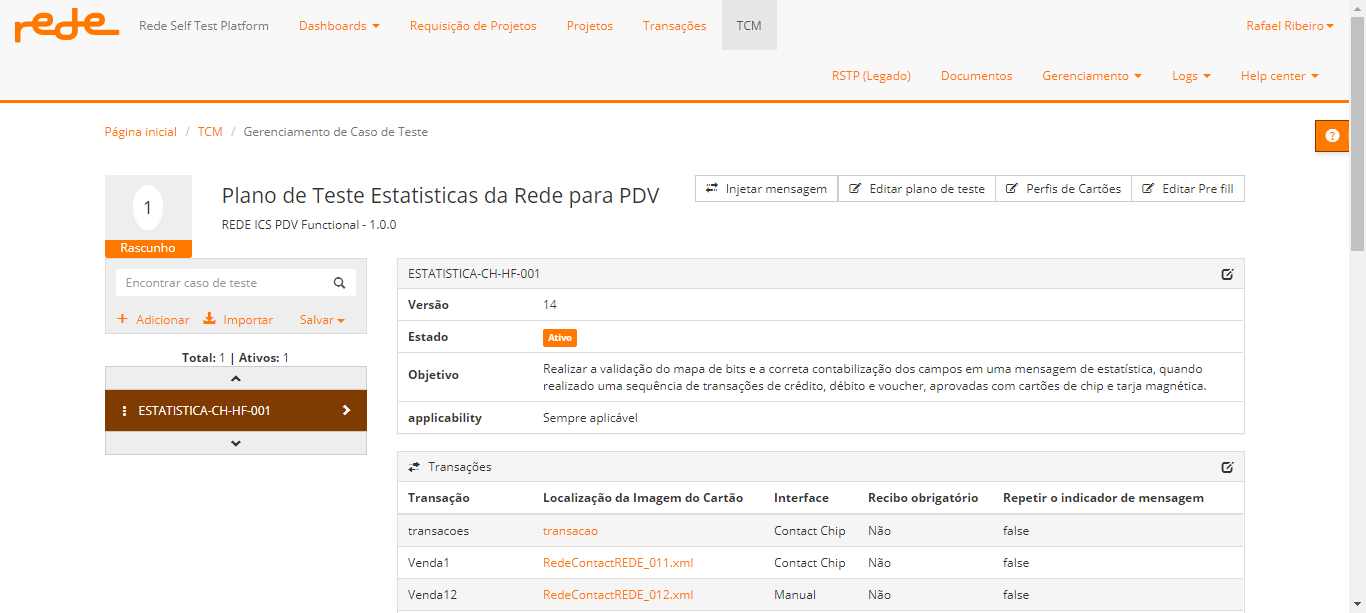 rede Rede Self Test Platform Dashboards Requisição de Projetos Projetos Transações TCM Rafael Ribeiro
RSTP (Legado) Documentos Gerenciamento Logs Help center
Página inicial / TCM / Gerenciamento de Caso de Teste
?
1
Rascunho
Plano de Teste Estatisticas da Rede para PDV
REDE ICS PDV Functional - 1.0.0
Injetar mensagem Editar plano de teste Perfis de Cartões Editar Pre fill
Encontrar caso de teste
+ Adicionar Importar Salvar
Total: 1 | Ativos: 1
ESTATISTICA-CH-HF-001
ESTATISTICA-CH-HF-001
Versão 14
Estado Ativo
Objetivo Realizar a validação do mapa de bits e a correta contabilização dos campos em uma mensagem de estatística, quando
realizado uma sequência de transações de crédito, débito e voucher, aprovadas com cartões de chip e tarja magnética.
applicability Sempre aplicável
Transações
Transação Localização da Imagem do Cartão Interface Recibo obrigatório Repetir o indicador de mensagem
transacoes transacao Contact Chip Não false
Venda1 RedeContactREDE_011.xml Contact Chip Não false
Venda12 RedeContactREDE_012.xml Manual Não false